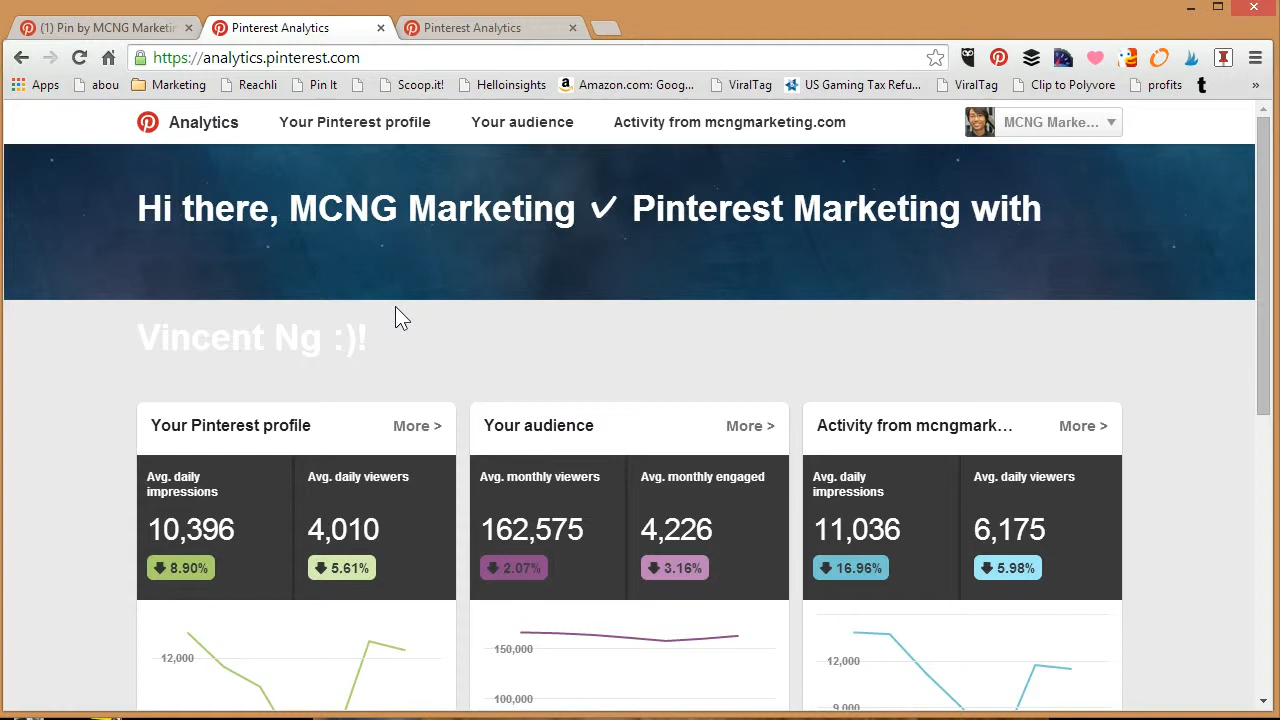 (1) Pin by MCNG Marketin
Pinterest Analytics
Pinterest Analytics
https://analytics.pinterest.com
Apps
abou
Marketing
Reachli
Pin It
Scoop.it!
Helloinsights
Amazon.com: Goog...
ViralTag
US Gaming Tax Refu...
ViralTag
Clip to Polyvore
profits
t
»
Analytics
Your Pinterest profile
Your audience
Activity from mcngmarketing.com
MCNG Marke...
Hi there, MCNG Marketing ✓ Pinterest Marketing with
Vincent Ng :)!
Your Pinterest profile
More >
Avg. daily
impressions
10,396
8.90%
Avg. daily viewers
4,010
5.61%
12,000
Your audience
More >
Avg. monthly viewers
162,575
2.07%
Avg. monthly engaged
4,226
3.16%
150,000
100,000
Activity from mcngmark...
More >
Avg. daily
impressions
11,036
16.96%
Avg. daily viewers
6,175
5.98%
12,000
9,000